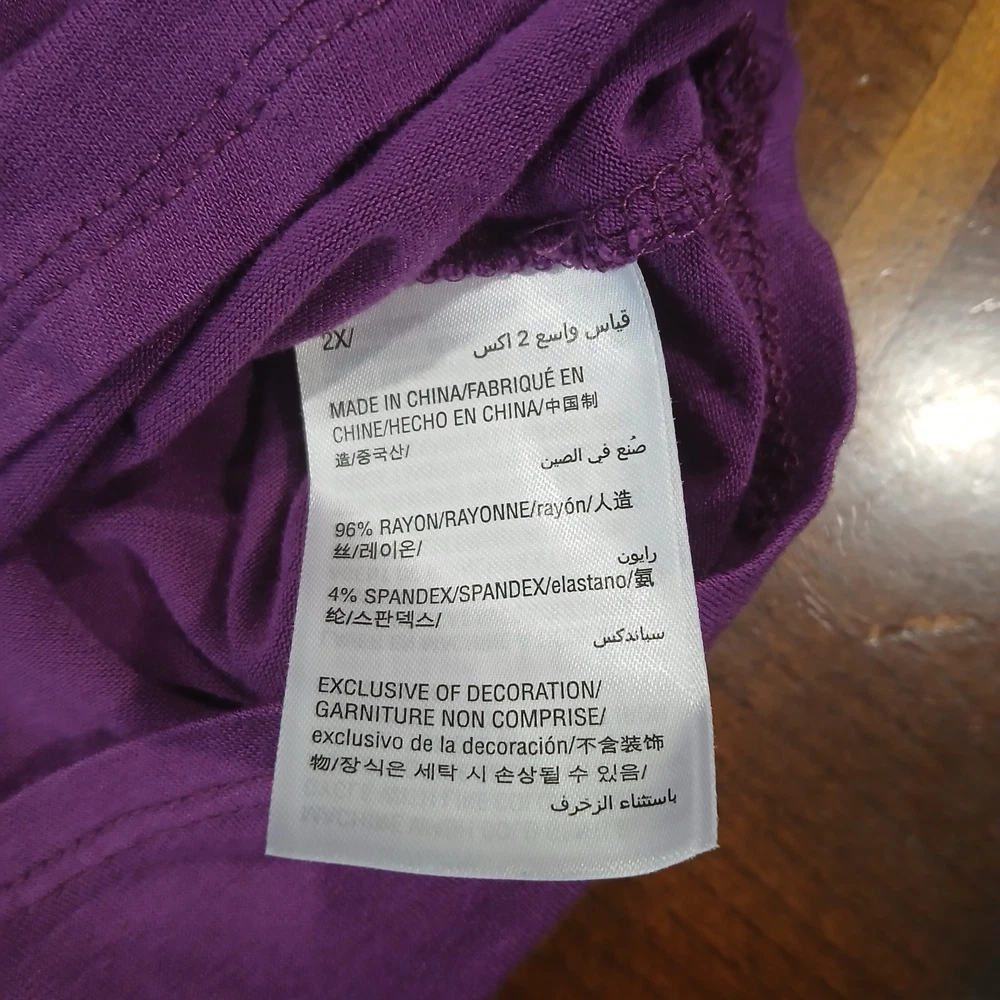 2X/
قياس واسع 2 اكس
MADE IN CHINA/FABRIQUÉ EN
CHINE/HECHO EN CHINA/中国制
造/중국산/
صُنع في الصين
96% RAYON/RAYONNE/rayón/人造
丝/레이온/
رايون
4% SPANDEX/SPANDEX/elastano/氨
纶/스판덱스/
سباندكس
EXCLUSIVE OF DECORATION/
GARNITURE NON COMPRISE/
exclusivo de la decoración/不含装饰
物/장식은 세탁 시 손상될 수 있음/
باستثناء الزخرف